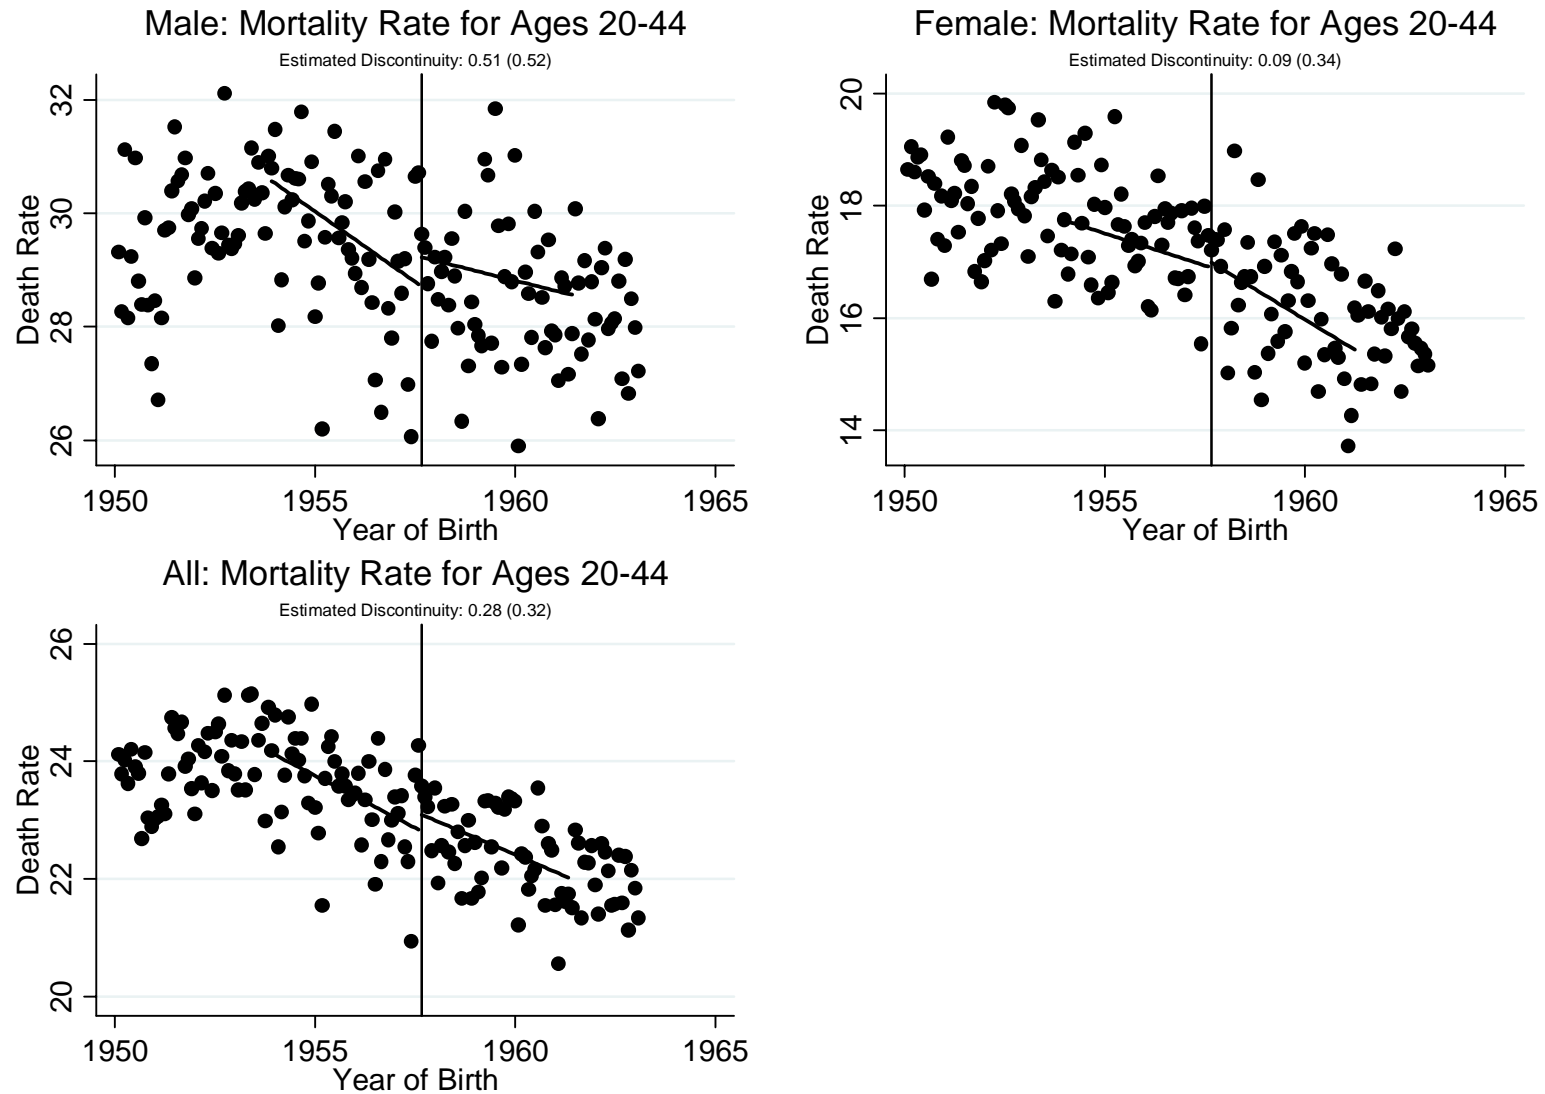 Male: Mortality Rate for Ages 20-44
Estimated Discontinuity: 0.51 (0.52)
Death Rate
32
30
28
26
1950 1955 1960 1965
Year of Birth
Female: Mortality Rate for Ages 20-44
Estimated Discontinuity: 0.09 (0.34)
Death Rate
20
18
16
14
1950 1955 1960 1965
Year of Birth
All: Mortality Rate for Ages 20-44
Estimated Discontinuity: 0.28 (0.32)
Death Rate
26
24
22
20
1950 1955 1960 1965
Year of Birth